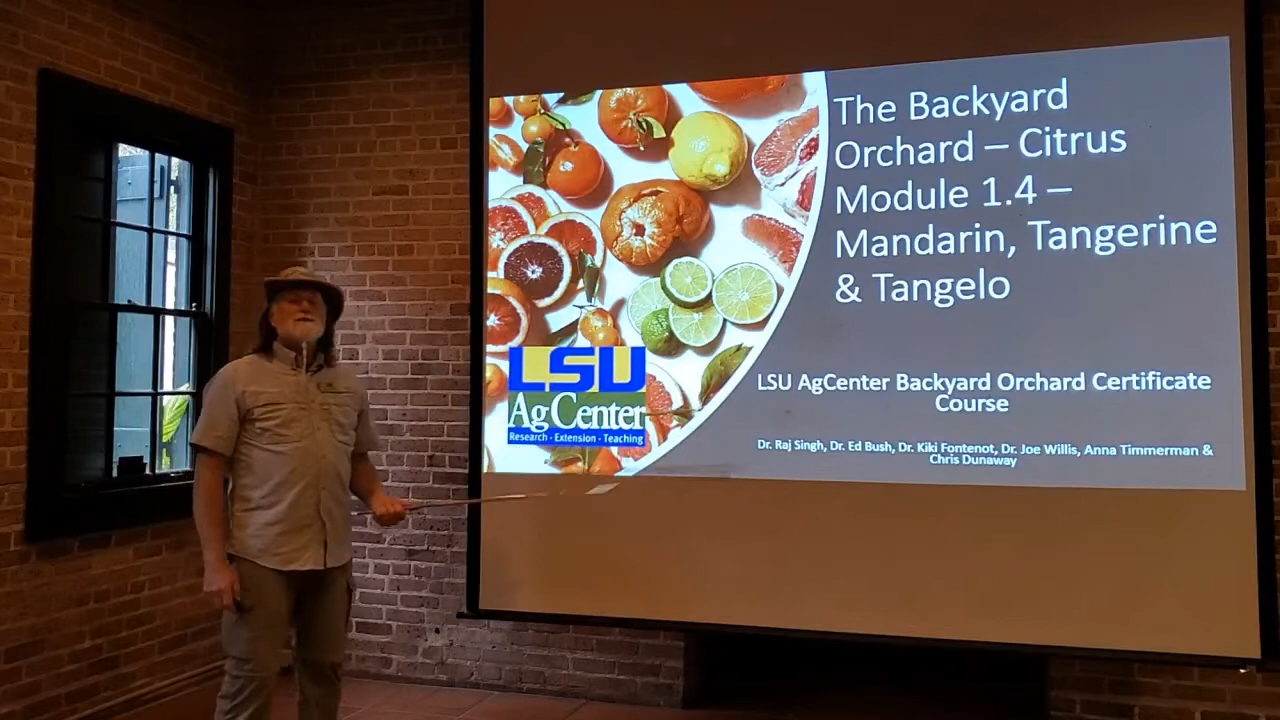 The Backyard
Orchard – Citrus
Module 1.4 –
Mandarin, Tangerine
& Tangelo
LSU AgCenter Backyard Orchard Certificate
Course
Dr. Raj Singh, Dr. Ed Bush, Dr. Kiki Fontenot, Dr. Joe Willis, Anna Timmerman &
Chris Dunaway
LSU
AgCenter
Research · Extension · Teaching